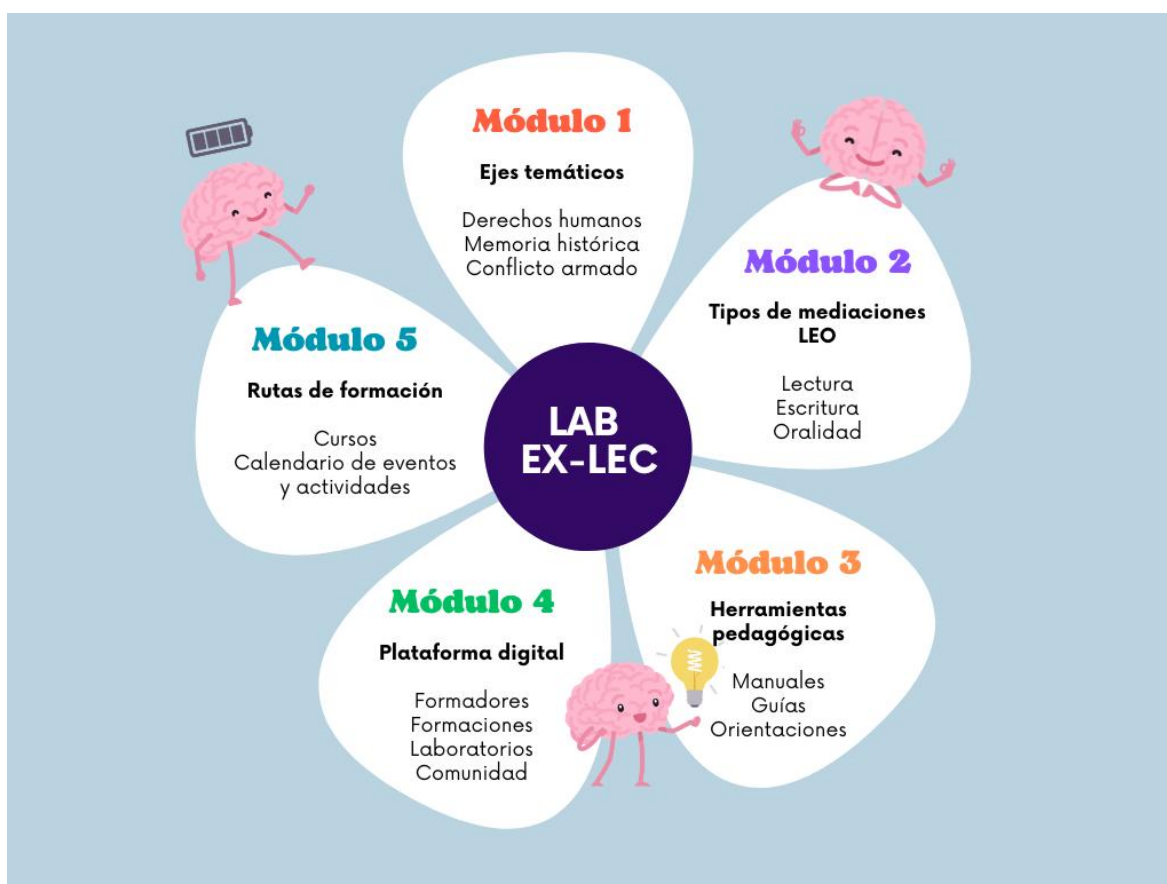 Módulo 1
Ejes temáticos
Derechos humanos
Memoria histórica
Conflicto armado
Módulo 2
Tipos de mediaciones
LEO
Lectura
Escritura
Oralidad
Módulo 3
Herramientas
pedagógicas
Manuales
Guías
Orientaciones
Módulo 4
Plataforma digital
Formadores
Formaciones
Laboratorios
Comunidad
Módulo 5
Rutas de formación
Cursos
Calendario de eventos
y actividades
LAB
EX-LEC